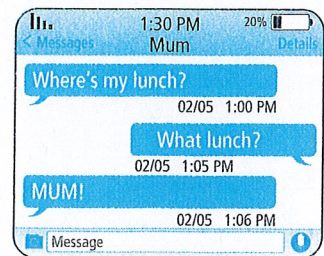 1:30 PM 20%
< Messages Mum Details
Where's my lunch?
02/05 1:00 PM
What lunch?
02/05 1:05 PM
MUM!
02/05 1:06 PM
Message